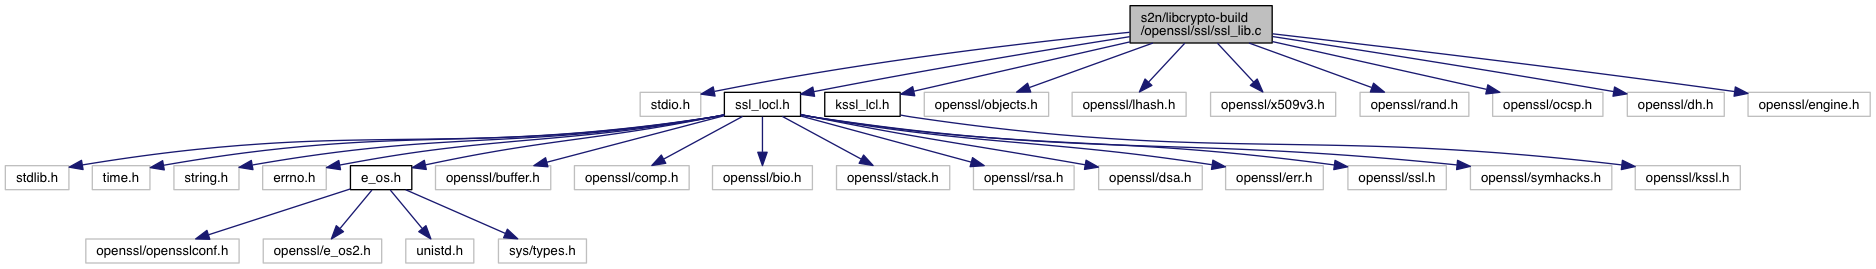 s2n/libcrypto-build
/openssl/ssl/ssl_lib.c
stdio.h
ssl_locl.h
kssl_lcl.h
openssl/objects.h
openssl/lhash.h
openssl/x509v3.h
openssl/rand.h
openssl/ocsp.h
openssl/dh.h
openssl/engine.h
stdlib.h
time.h
string.h
errno.h
e_os.h
openssl/buffer.h
openssl/comp.h
openssl/bio.h
openssl/stack.h
openssl/rsa.h
openssl/dsa.h
openssl/err.h
openssl/ssl.h
openssl/symhacks.h
openssl/kssl.h
openssl/opensslconf.h
openssl/e_os2.h
unistd.h
sys/types.h